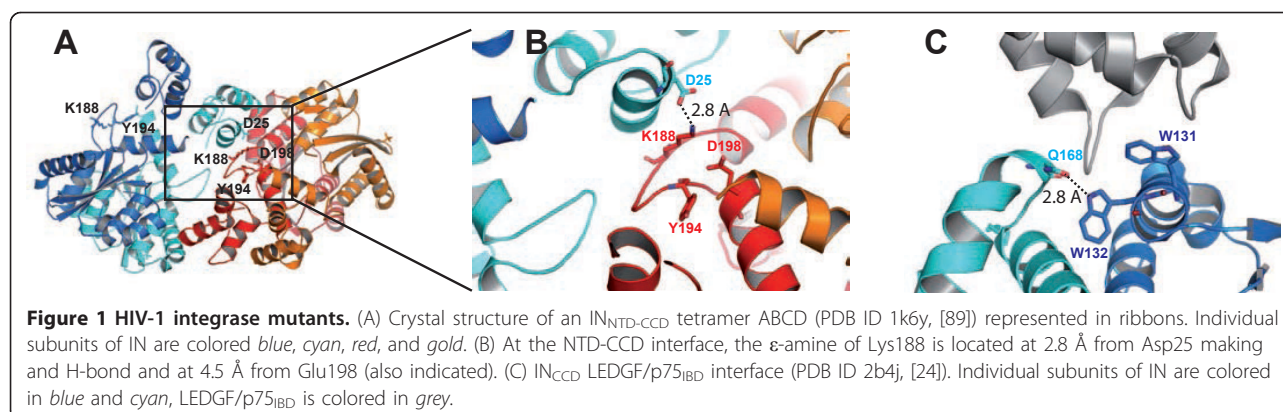 A
B
C
K188
Y194
D25
K188
D198
Y194
D25
2.8 Å
K188
D198
Y194
W131
Q168
2.8 Å
W132
Figure 1 HIV-1 integrase mutants. (A) Crystal structure of an INNTD-CCD tetramer ABCD (PDB ID 1k6y, [89]) represented in ribbons. Individual
subunits of IN are colored blue, cyan, red, and gold. (B) At the NTD-CCD interface, the ε-amine of Lys188 is located at 2.8 Å from Asp25 making
and H-bond and at 4.5 Å from Glu198 (also indicated). (C) INCCD LEDGF/p75IBD interface (PDB ID 2b4j, [24]). Individual subunits of IN are colored
in blue and cyan, LEDGF/p75IBD is colored in grey.